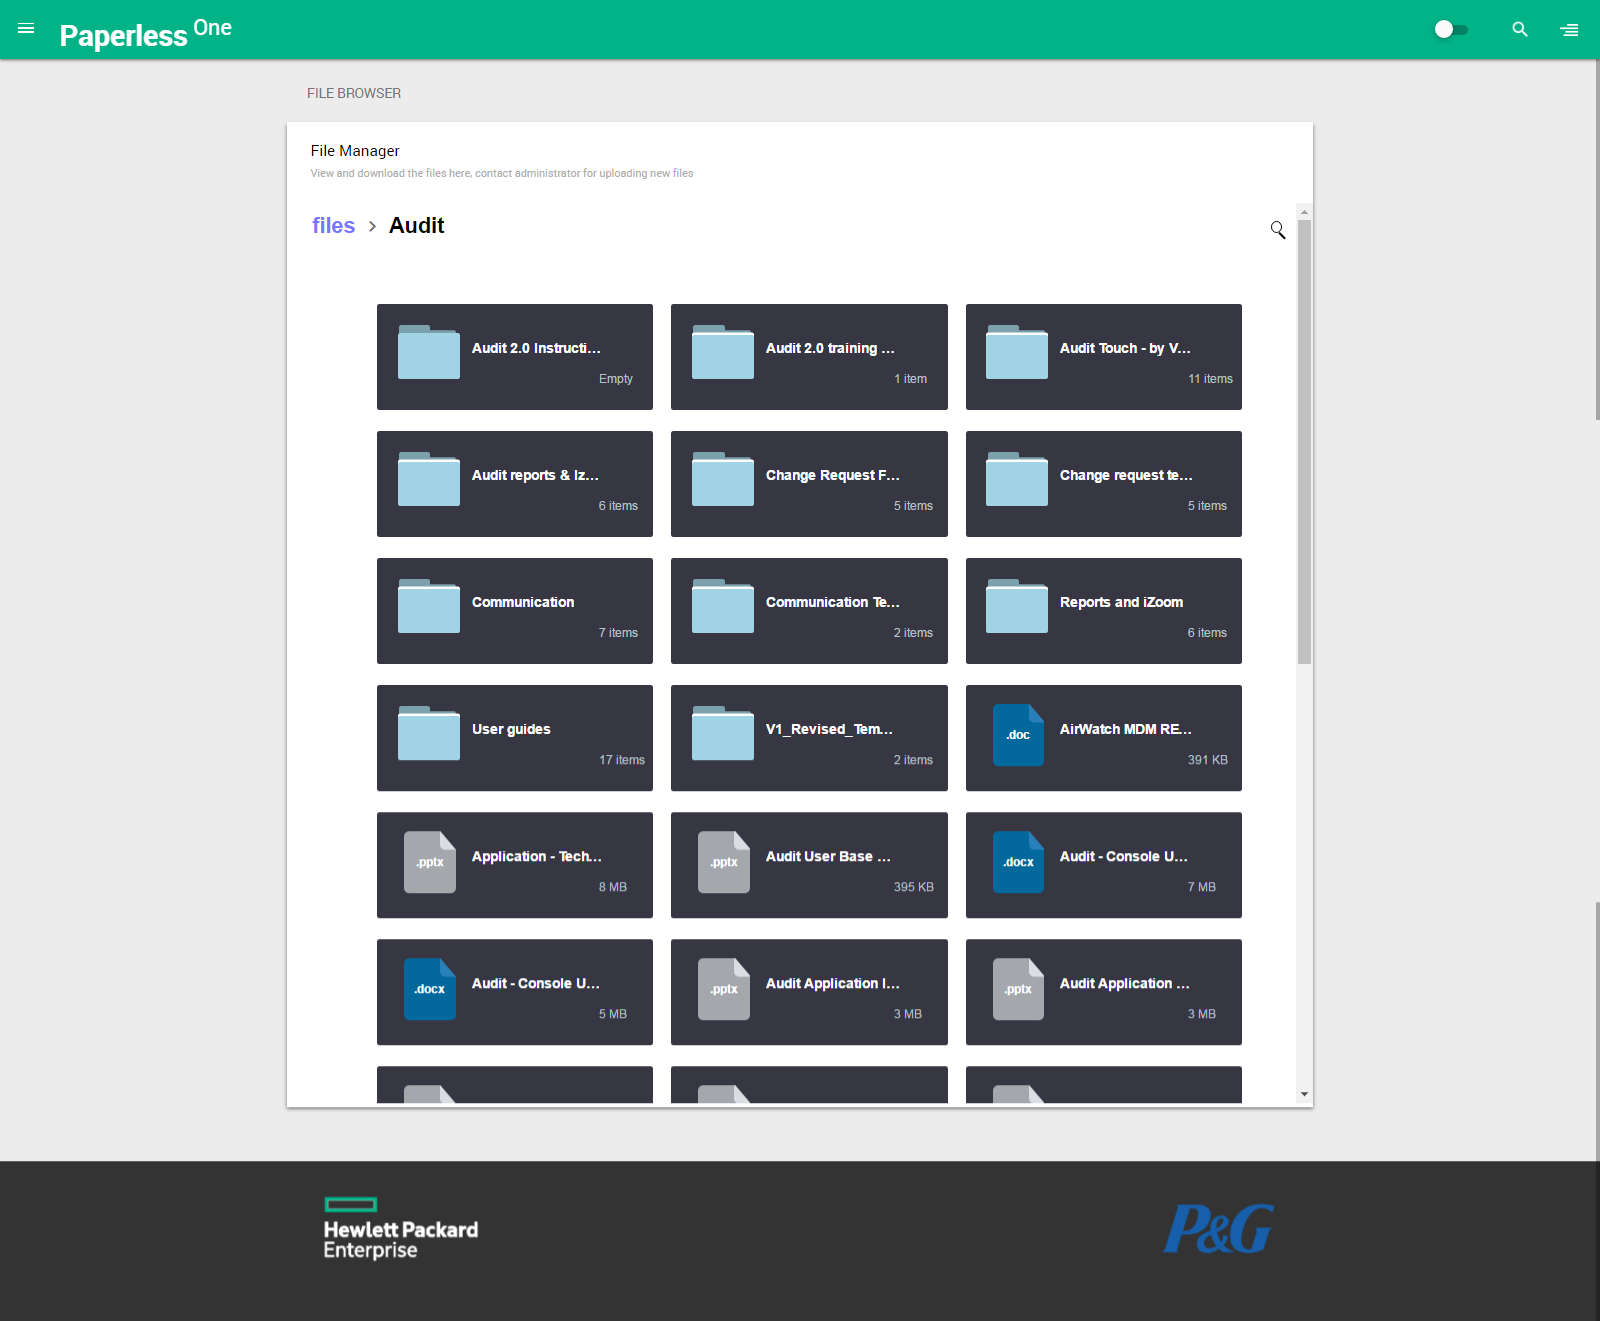 Paperless One
FILE BROWSER
File Manager
View and download the files here, contact administrator for uploading new files
files > Audit
Audit 2.0 Instructi...
Empty
Audit 2.0 training ...
1 item
Audit Touch - by V...
11 items
Audit reports & Iz...
6 items
Change Request F...
5 items
Change request te...
5 items
Communication
7 items
Communication Te...
2 items
Reports and iZoom
6 items
User guides
17 items
V1_Revised_Tem...
2 items
.doc
AirWatch MDM RE...
391 KB
.pptx
Application - Tech...
8 MB
.pptx
Audit User Base ...
395 KB
.docx
Audit - Console U...
7 MB
.docx
Audit - Console U...
5 MB
.pptx
Audit Application I...
3 MB
.pptx
Audit Application ...
3 MB
Hewlett Packard
Enterprise
P&G